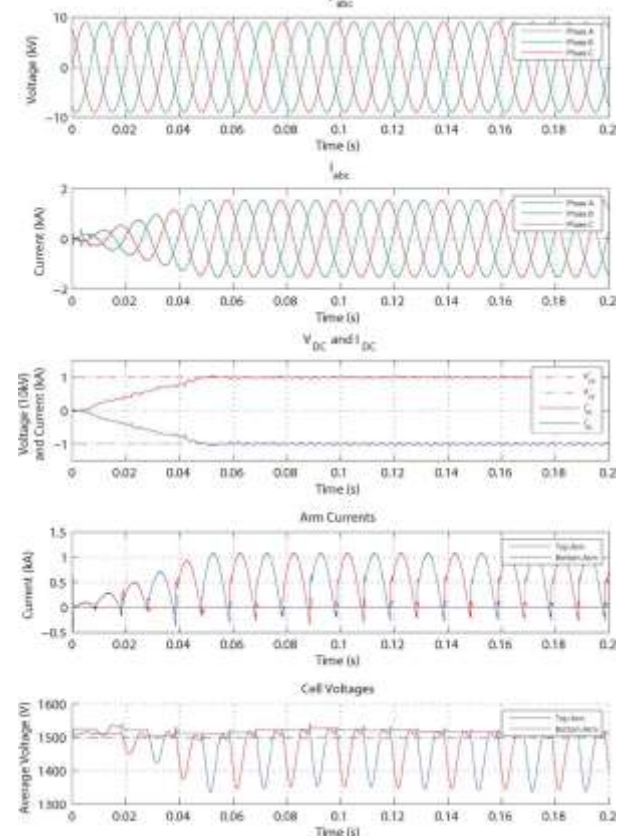 abc
10
Voltage (kV)
0
−10
Phase A
Phase B
Phase C
0 0.02 0.04 0.06 0.08 0.1 0.12 0.14 0.16 0.18 0.2
Time (s)
I abc
2
Current (kA)
0
−2
Phase A
Phase B
Phase C
0 0.02 0.04 0.06 0.08 0.1 0.12 0.14 0.16 0.18 0.2
Time (s)
V DC and I DC
Voltage (10kV)
and Current (kA)
1
0
−1
0 0.02 0.04 0.06 0.08 0.1 0.12 0.14 0.16 0.18 0.2
Time (s)
Arm Currents
1.5
1
0.5
0
−0.5
Current (kA)
Top Arm
Bottom Arm
0 0.02 0.04 0.06 0.08 0.1 0.12 0.14 0.16 0.18 0.2
Time (s)
Cell Voltages
1600
1500
1400
1300
Average Voltage (V)
Top Arm
Bottom Arm
0 0.02 0.04 0.06 0.08 0.1 0.12 0.14 0.16 0.18 0.2
Time (s)